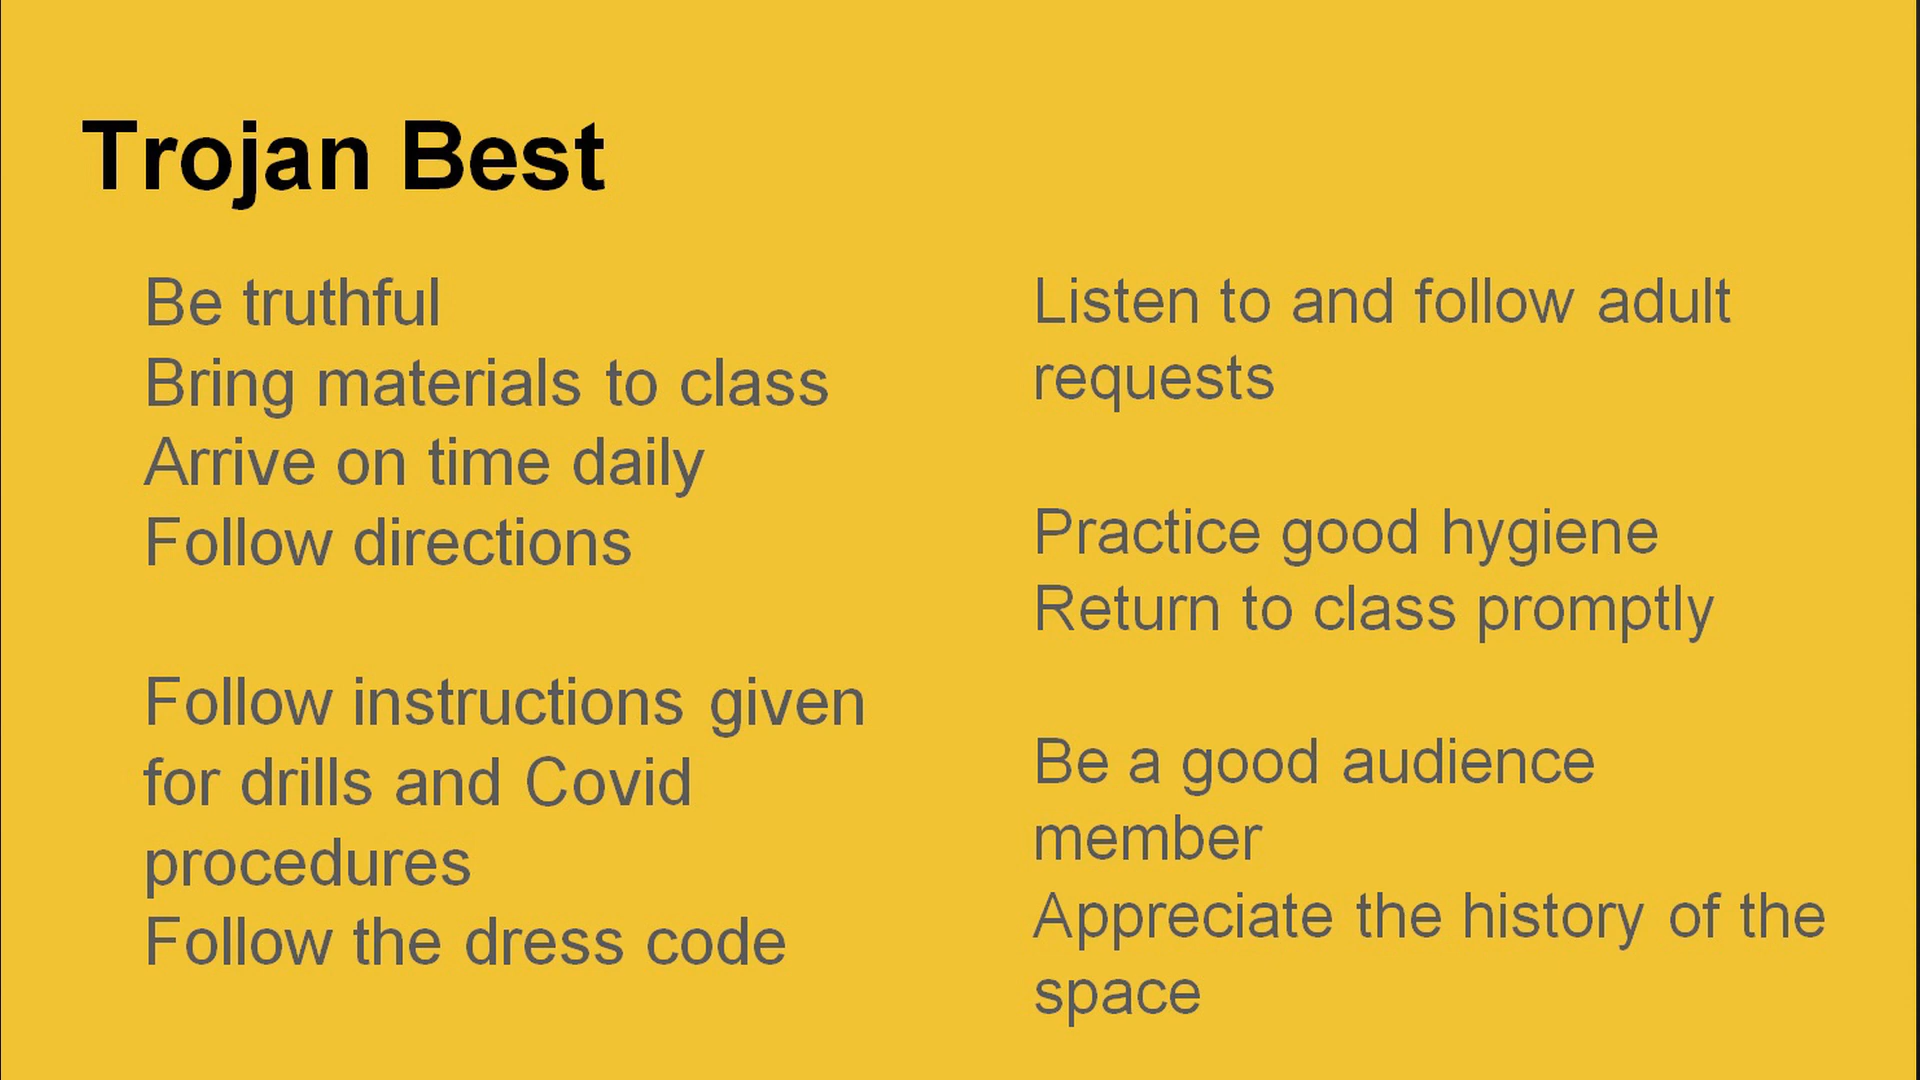 Trojan Best
Be truthful
Bring materials to class
Arrive on time daily
Follow directions
Follow instructions given
for drills and Covid
procedures
Follow the dress code
Listen to and follow adult
requests
Practice good hygiene
Return to class promptly
Be a good audience
member
Appreciate the history of the
space